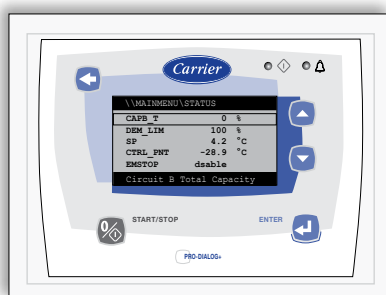 Carrier
\\MAINMENU\STATUS
CAPB_T 0 %
DEM_LIM 100 %
SP 4.2 °C
CTRL_PNT -28.9 °C
EMSTOP dsable
Circuit B Total Capacity
START/STOP
ENTER
PRO-DIALOG+